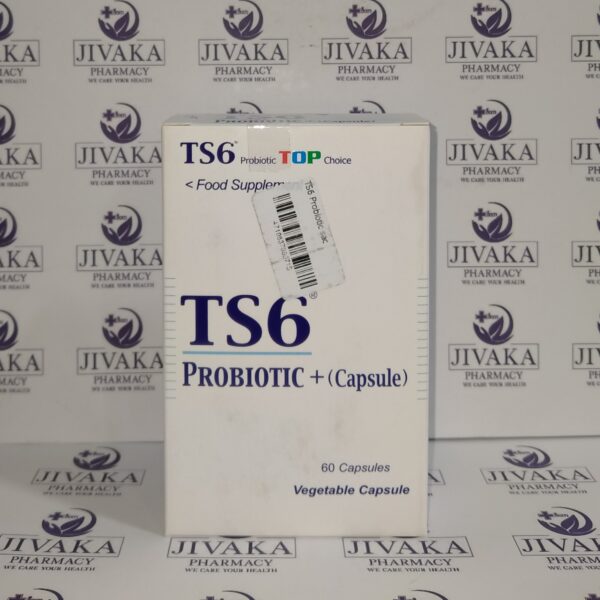 TS6 Probiotic TOP Choice
< Food Supplem
TS6 Probiotic sac
TS6®
PROBIOTIC + (Capsule)
60 Capsules
Vegetable Capsule
JIVAKA
PHARMACY
WE CARE YOUR HEALTH